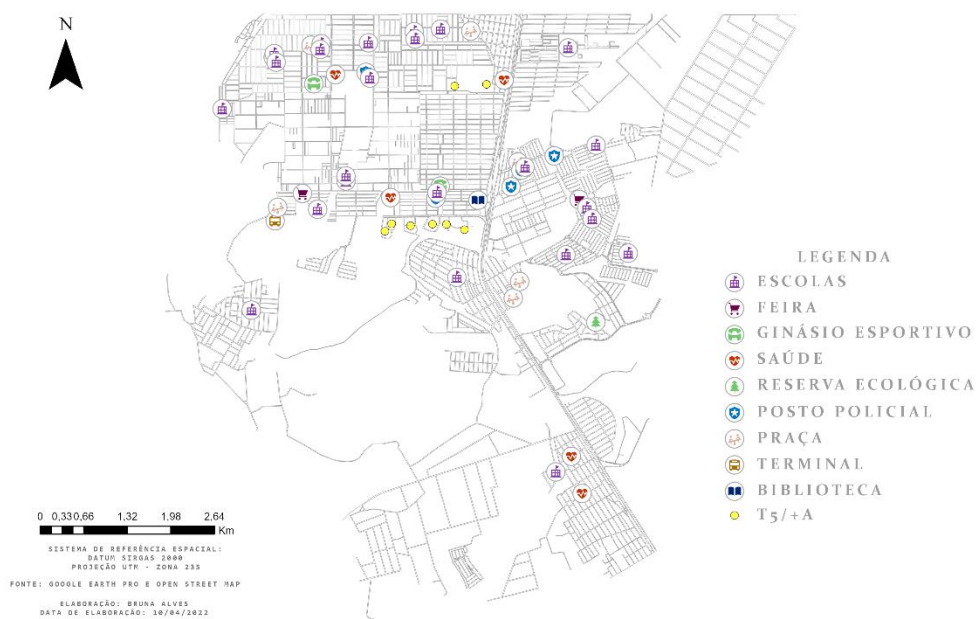 N
LEGENDA
ESCOLAS
FEIRA
GINÁSIO ESPORTIVO
SAÚDE
RESERVA ECOLÓGICA
POSTO POLICIAL
PRAÇA
TERMINAL
BIBLIOTECA
T5/+A
0 0,33 0,66 1,32 1,98 2,64
Km
SISTEMA DE REFERÊNCIA ESPACIAL:
DATUM SIRGAS 2000
PROJEÇÃO UTM - ZONA 23S
FONTE: GOOGLE EARTH PRO E OPEN STREET MAP
ELABORAÇÃO: BRUNA ALVES
DATA DE ELABORAÇÃO: 10/04/2022